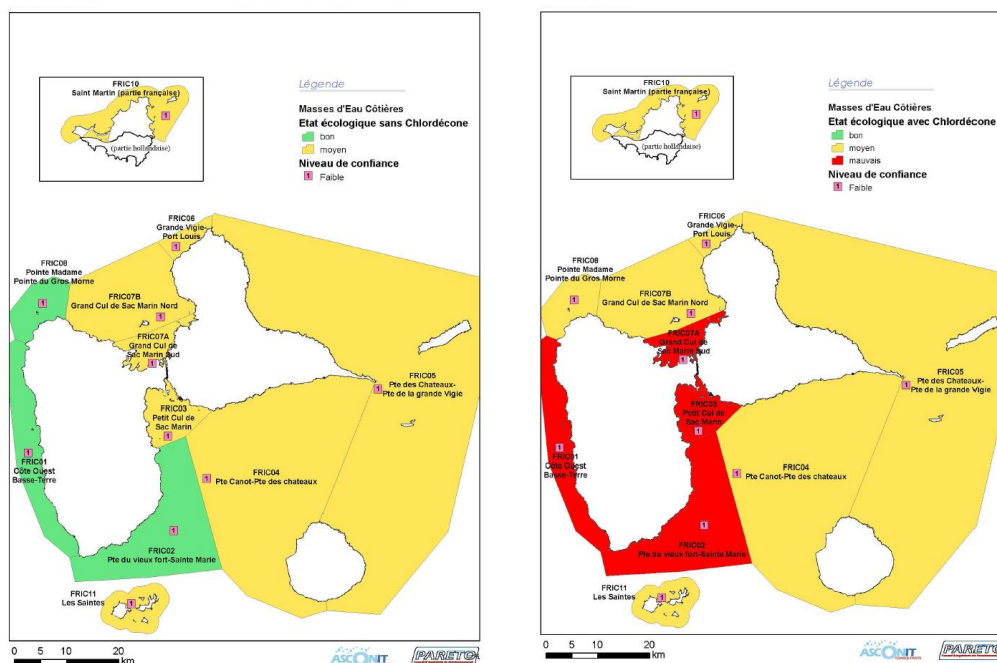 FRIC10
Saint Martin (partie française)
1
(partie hollandaise)
Légende
Masses d'Eau Côtières
Etat écologique sans Chlordécone
bon
moyen
Niveau de confiance
1 Faible
FRIC06
Grande Vigie-
Port Louis
1
FRIC08
Pointe Madame
Pointe du Gros Morne
1
FRIC07B
Grand Cul de Sac Marin Nord
1
FRIC07A
Grand Cul de
Sac Marin Sud
1
FRIC05
Pte des Chateaux-
Pte de la grande Vigie
1
FRIC03
Petit Cul de
Sac Marin
1
FRIC01
Côte Ouest
Basse-Terre
1
FRIC04
Pte Canot-Pte des chateaux
1
FRIC02
Pte du vieux fort-Sainte Marie
1
FRIC11
Les Saintes
1
0 5 10 20
km
ASCONIT
PARETO
FRIC10
Saint Martin (partie française)
1
(partie hollandaise)
Légende
Masses d'Eau Côtières
Etat écologique avec Chlordécone
bon
moyen
mauvais
Niveau de confiance
1 Faible
FRIC06
Grande Vigie-
Port Louis
1
FRIC08
Pointe Madame
Pointe du Gros Morne
1
FRIC07B
Grand Cul de Sac Marin Nord
1
FRIC07A
Grand Cul de
Sac Marin Sud
1
FRIC05
Pte des Chateaux-
Pte de la grande Vigie
1
FRIC03
Petit Cul de
Sac Marin
1
FRIC01
Côte Ouest
Basse-Terre
1
FRIC04
Pte Canot-Pte des chateaux
1
FRIC02
Pte du vieux fort-Sainte Marie
1
FRIC11
Les Saintes
1
0 5 10 20
km
ASCONIT
PARETO